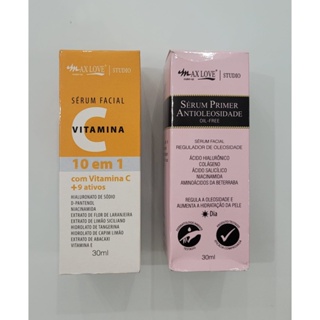 MAX LOVE
STUDIO
SÉRUM FACIAL
C
VITAMINA
10 em 1
com Vitamina C
+ 9 ativos
HIALURONATO DE SÓDIO
D-PANTENOL
NIACINAMIDA
EXTRATO DE FLOR DE LARANJEIRA
EXTRATO DE LIMÃO SICILIANO
HIDROLATO DE TANGERINA
HIDROLATO DE CAPIM LIMÃO
EXTRATO DE ABACAXI
VITAMINA E
30ml
MAX LOVE
STUDIO
SÉRUM PRIMER
ANTIOLEOSIDADE
OIL-FREE
SÉRUM FACIAL
REGULADOR DE OLEOSIDADE
ÁCIDO HIALURÔNICO
COLÁGENO
ÁCIDO SALICÍLICO
NIACINAMIDA
AMINOÁCIDOS DA BETERRABA
REGULA A OLEOSIDADE E
AUMENTA A HIDRATAÇÃO DA PELE
Dia
30ml